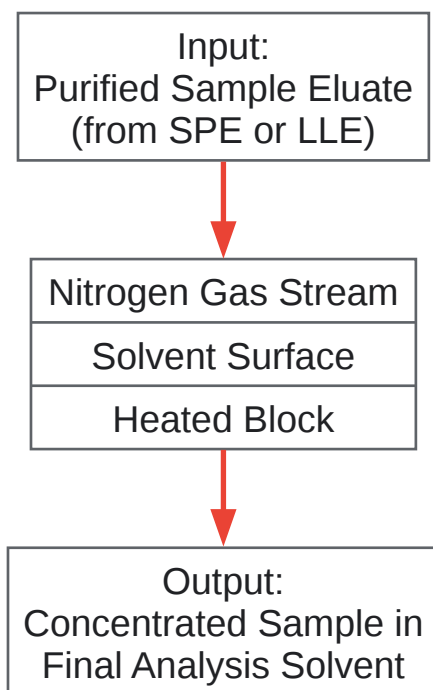 Input:
Purified Sample Eluate
(from SPE or LLE)
Nitrogen Gas Stream
Solvent Surface
Heated Block
Output:
Concentrated Sample in
Final Analysis Solvent